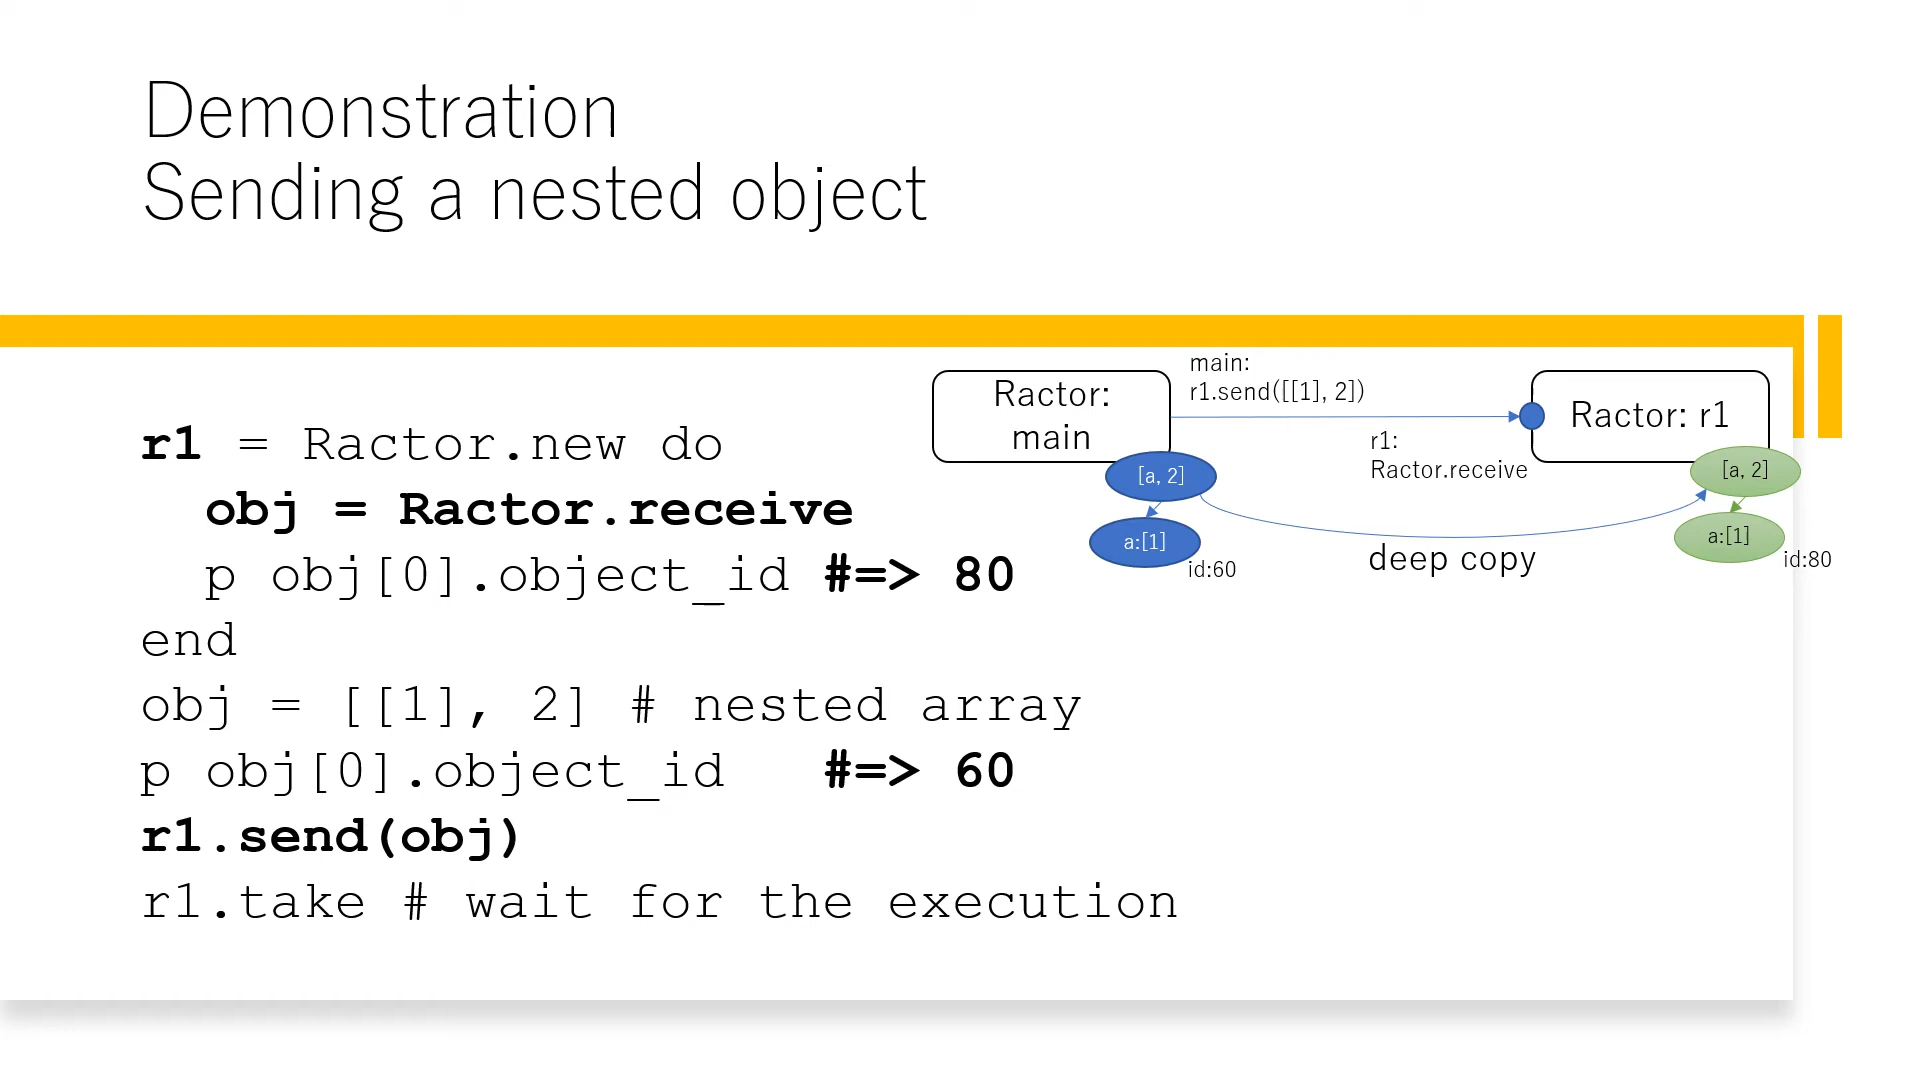 Demonstration
Sending a nested object
r1 = Ractor.new do
  obj = Ractor.receive
  p obj[0].object_id #=> 80
end
obj = [[1], 2] # nested array
p obj[0].object_id   #=> 60
r1.send(obj)
r1.take # wait for the execution
Ractor:
main
main:
r1.send([[1], 2])
r1:
Ractor.receive
Ractor: r1
[a, 2]
a:[1]
id:60
deep copy
[a, 2]
a:[1]
id:80